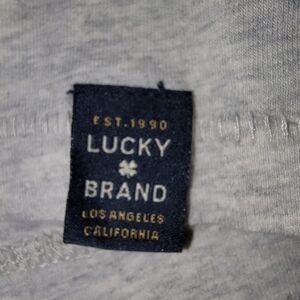 EST.1990
LUCKY
BRAND
LOS ANGELES
CALIFORNIA